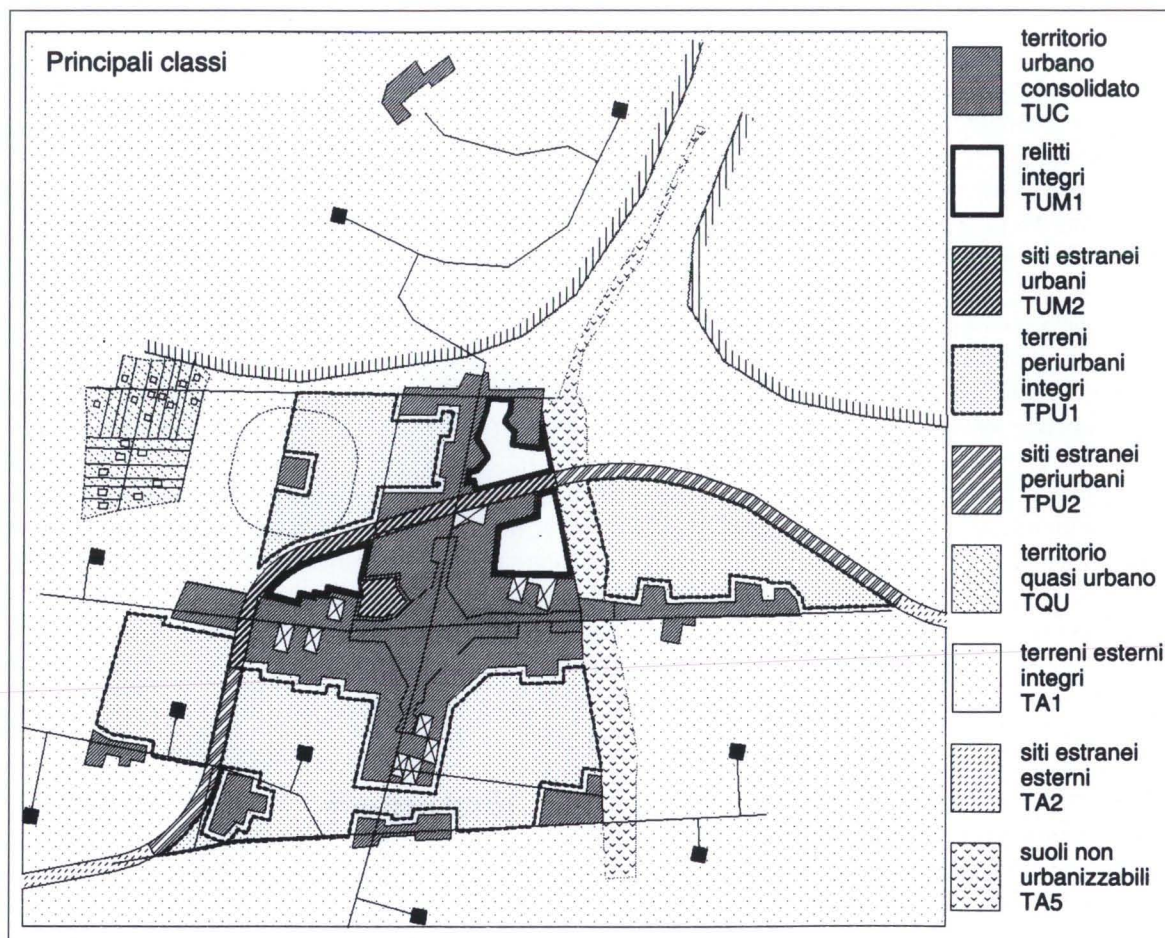 Principali classi
territorio
urbano
consolidato
TUC
relitti
integri
TUM1
siti estranei
urbani
TUM2
terreni
periurbani
integri
TPU1
siti estranei
periurbani
TPU2
territorio
quasi urbano
TQU
terreni esterni
integri
TA1
siti estranei
esterni
TA2
suoli non
urbanizzabili
TA5